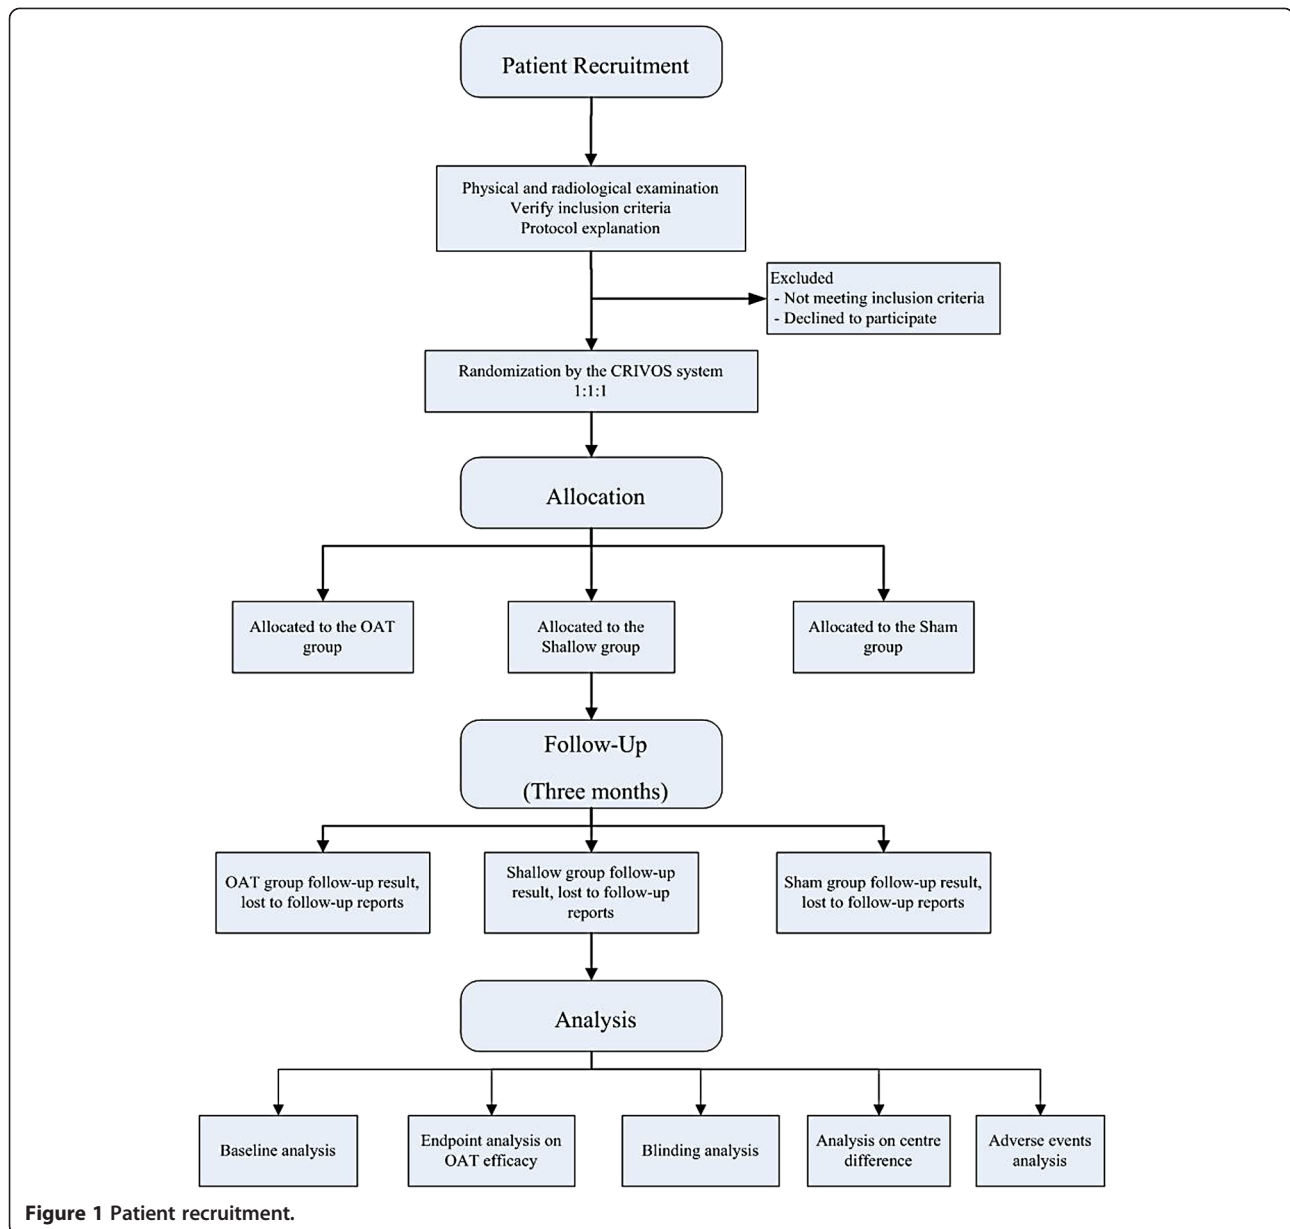 Patient Recruitment
Physical and radiological examination
Verify inclusion criteria
Protocol explanation
Excluded
- Not meeting inclusion criteria
- Declined to participate
Randomization by the CRIVOS system
1:1:1
Allocation
Allocated to the OAT
group
Allocated to the
Shallow group
Allocated to the Sham
group
Follow-Up
(Three months)
OAT group follow-up result,
lost to follow-up reports
Shallow group follow-up
result, lost to follow-up
reports
Sham group follow-up result,
lost to follow-up reports
Analysis
Baseline analysis
Endpoint analysis on
OAT efficacy
Blinding analysis
Analysis on centre
difference
Adverse events
analysis
Figure 1 Patient recruitment.